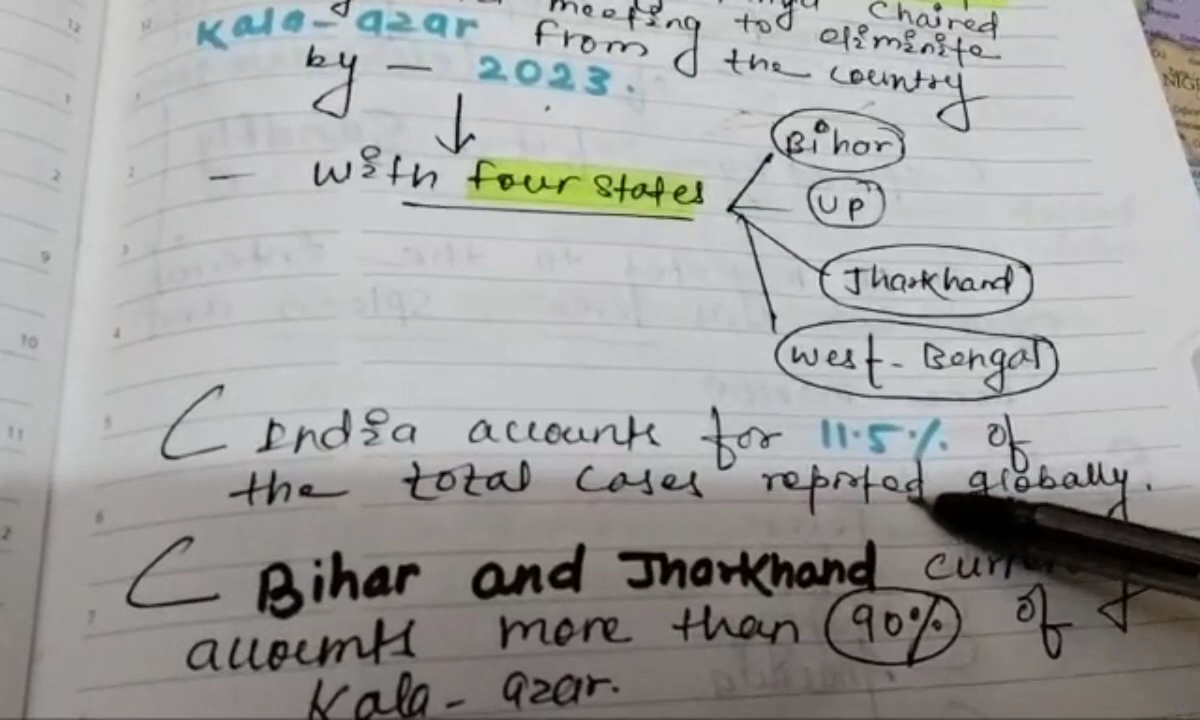 meeting to Chaired
Kala-azar from eliminite
by - 2023. the country
- with four states
Bihar
UP
Jharkhand
West-Bengal
India accounts for 11.5% of
the total cases reported globally.
Bihar and Jharkhand
accounts more than 90% of
Kala-azar.